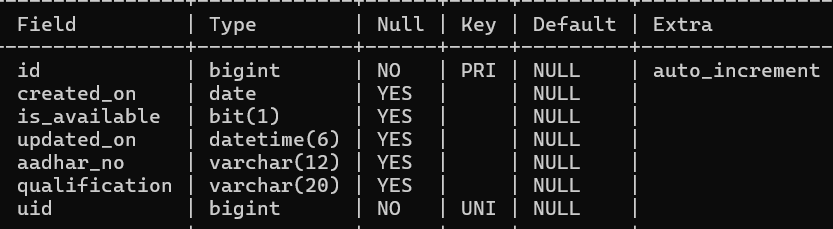 Field | Type | Null | Key | Default | Extra
id | bigint | NO | PRI | NULL | auto_increment
created_on | date | YES | | NULL |
is_available | bit(1) | YES | | NULL |
updated_on | datetime(6) | YES | | NULL |
aadhar_no | varchar(12) | YES | | NULL |
qualification | varchar(20) | YES | | NULL |
uid | bigint | NO | UNI | NULL |